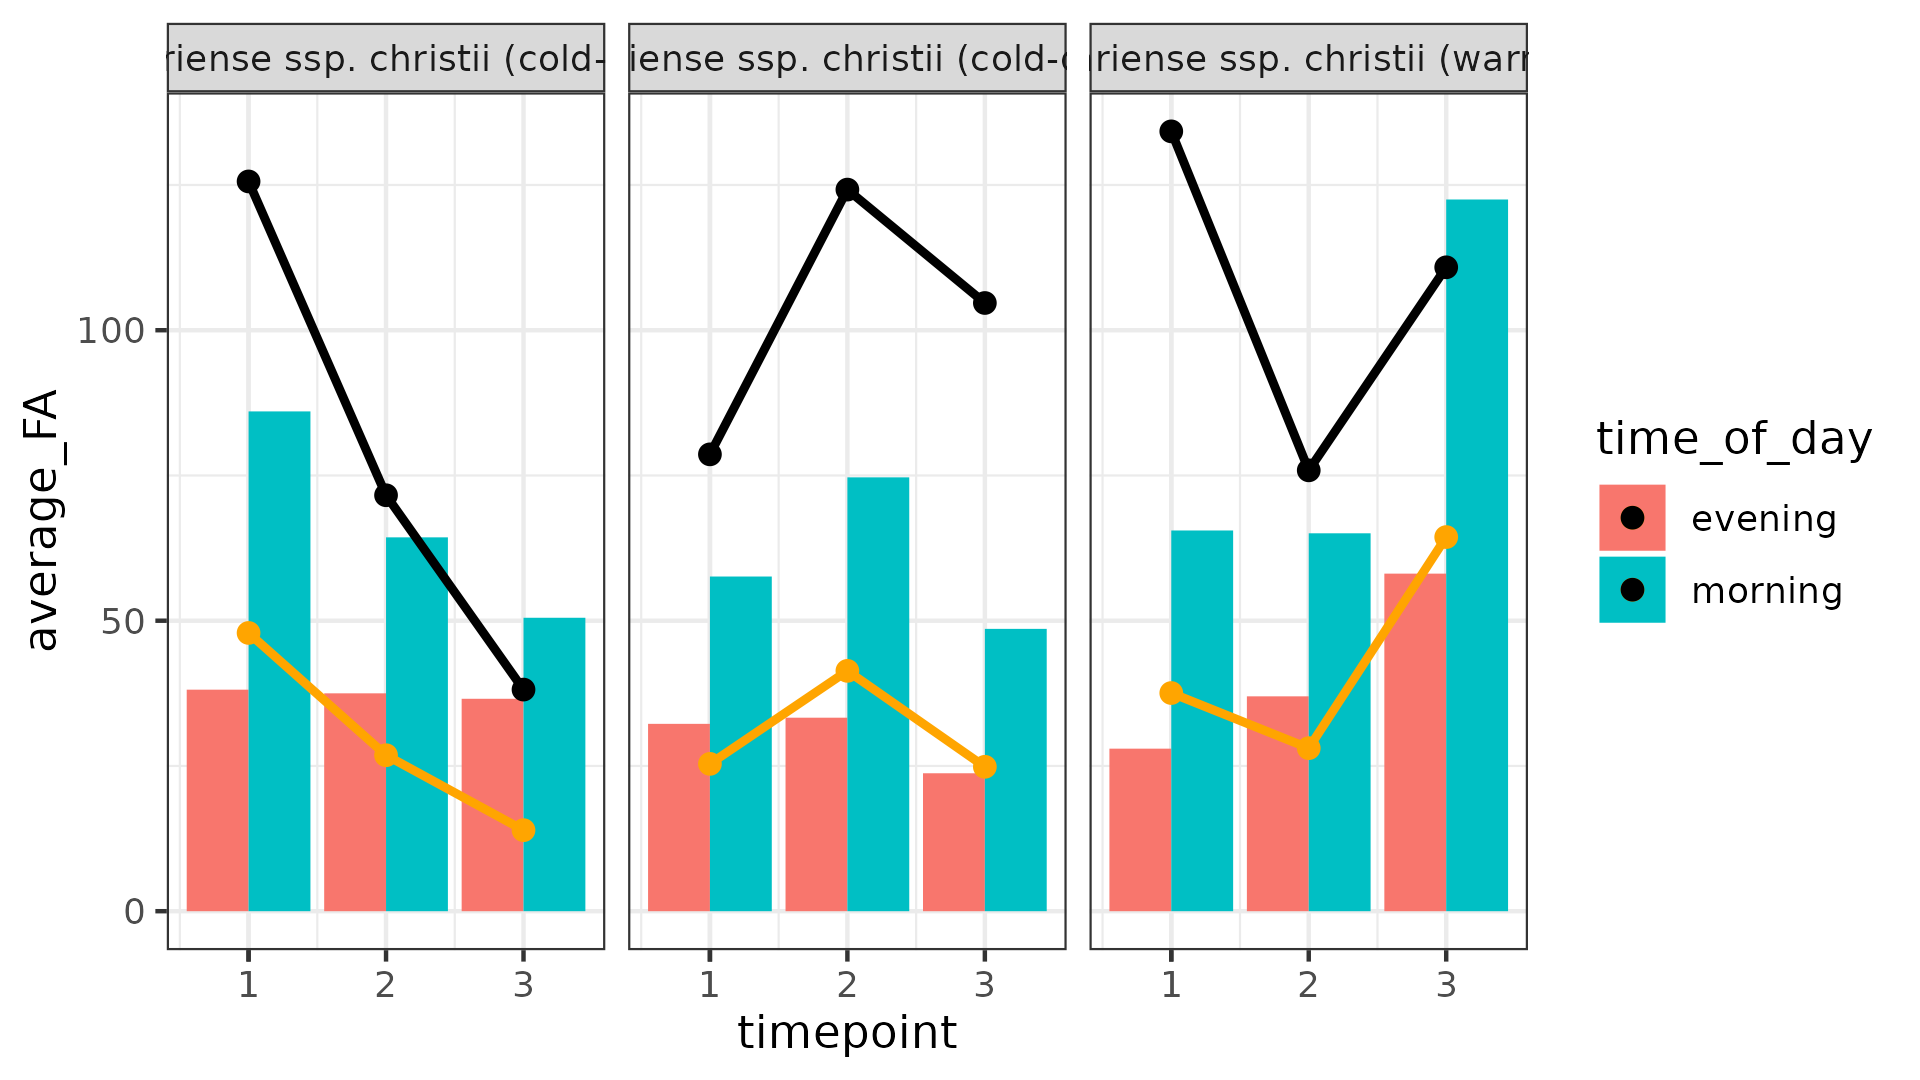 riense ssp. christii (cold-
iense ssp. christii (cold-
riense ssp. christii (warr
average_FA
100
50
0
1 2 3
1 2 3
1 2 3
timepoint
time_of_day
evening
morning